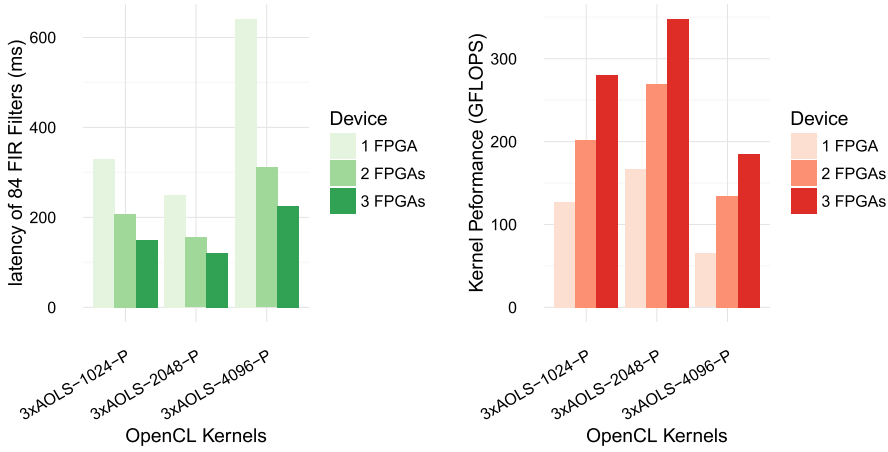 latency of 84 FIR Filters (ms)
600
400
200
0
3xAOLS−1024−P
3xAOLS−2048−P
3xAOLS−4096−P
OpenCL Kernels
Device
1 FPGA
2 FPGAs
3 FPGAs
Kernel Peformance (GFLOPS)
300
200
100
0
3xAOLS−1024−P
3xAOLS−2048−P
3xAOLS−4096−P
OpenCL Kernels
Device
1 FPGA
2 FPGAs
3 FPGAs